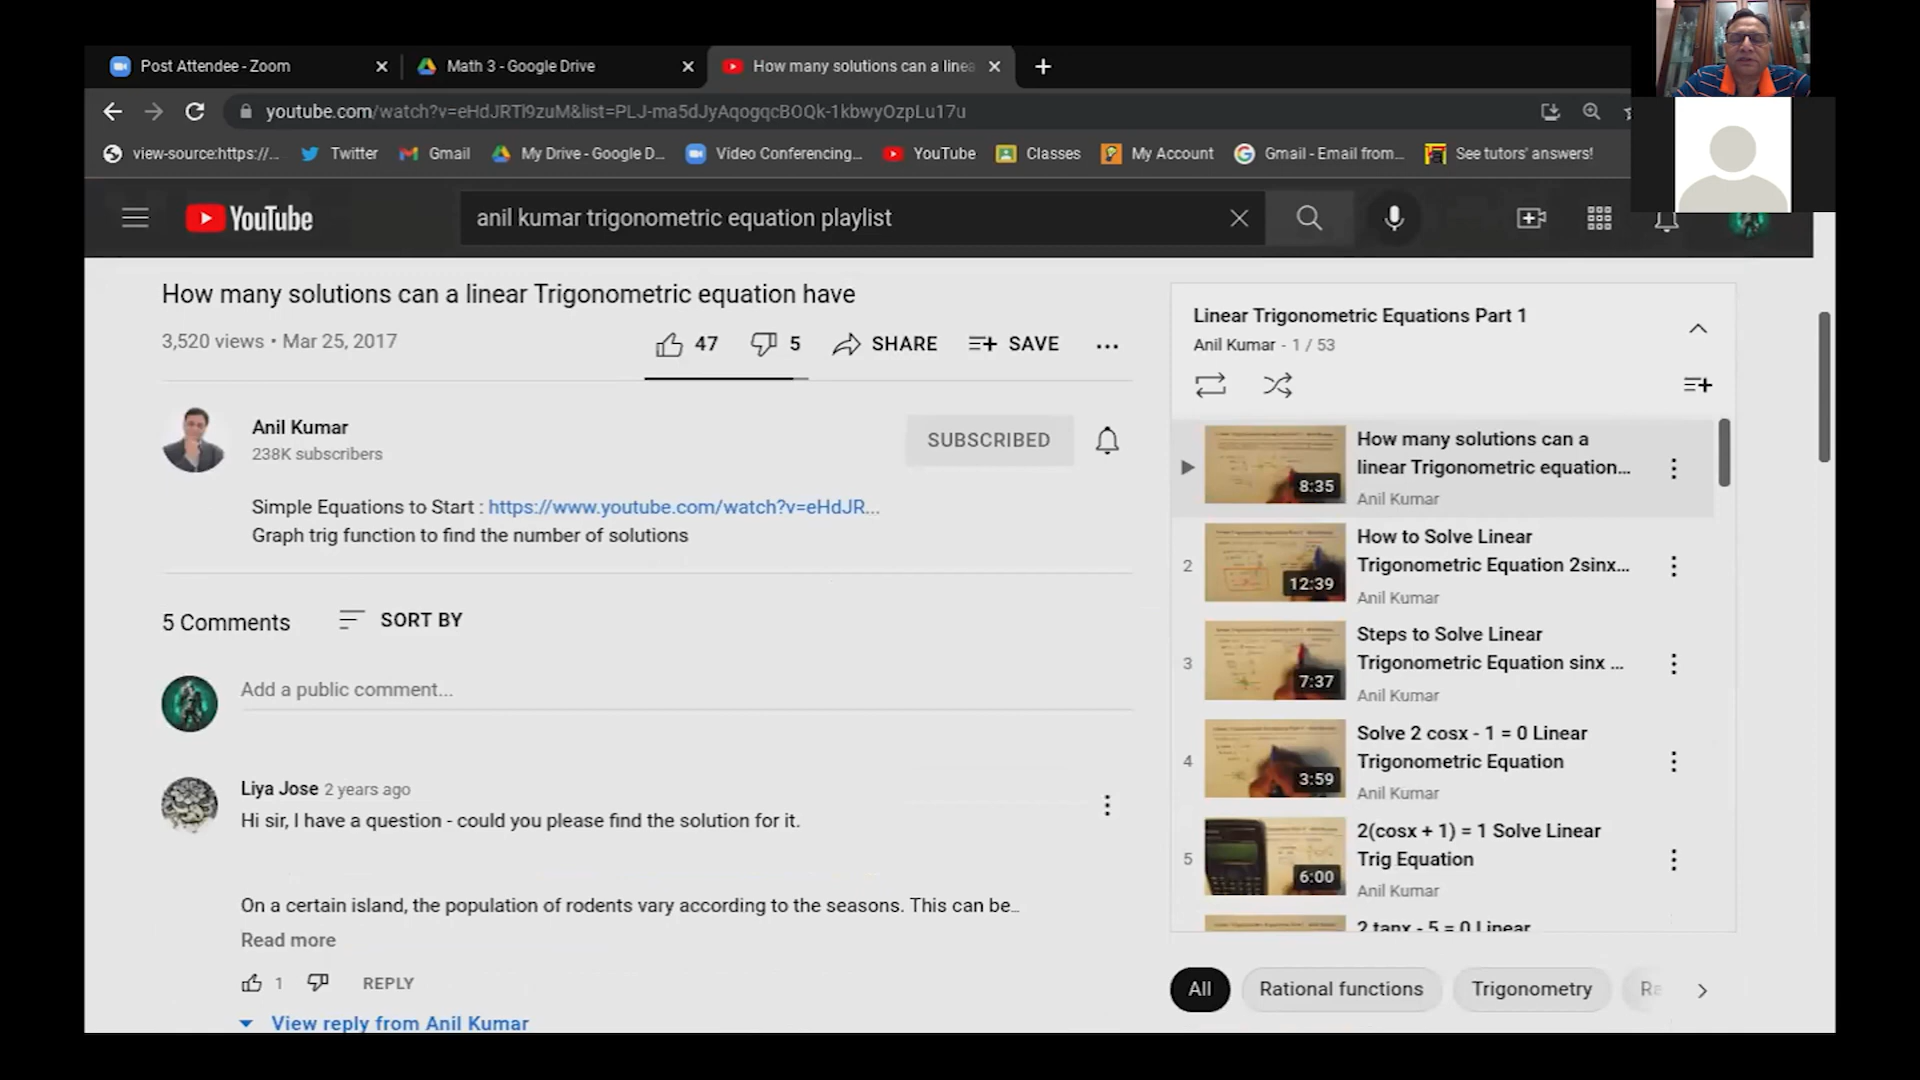 Post Attendee - Zoom
Math 3 - Google Drive
How many solutions can a linea
youtube.com/watch?v=eHdJRTi9zuM&list=PLJ-ma5dJyAqogqcBOQk-1kbwyOzpLu17u
view-source:https://...
Twitter
Gmail
My Drive - Google D...
Video Conferencing...
YouTube
Classes
My Account
Gmail - Email from...
See tutors' answers!
YouTube
anil kumar trigonometric equation playlist
How many solutions can a linear Trigonometric equation have
3,520 views • Mar 25, 2017
47
5
SHARE
SAVE
Anil Kumar
238K subscribers
SUBSCRIBED
Simple Equations to Start : https://www.youtube.com/watch?v=eHdJR...
Graph trig function to find the number of solutions
5 Comments
SORT BY
Add a public comment...
Liya Jose 2 years ago
Hi sir, I have a question - could you please find the solution for it.
On a certain island, the population of rodents vary according to the seasons. This can be...
Read more
1
REPLY
View reply from Anil Kumar
Linear Trigonometric Equations Part 1
Anil Kumar - 1 / 53
8:35
How many solutions can a
linear Trigonometric equation...
Anil Kumar
2
12:39
How to Solve Linear
Trigonometric Equation 2sinx...
Anil Kumar
3
7:37
Steps to Solve Linear
Trigonometric Equation sinx ...
Anil Kumar
4
3:59
Solve 2 cosx - 1 = 0 Linear
Trigonometric Equation
Anil Kumar
5
6:00
2(cosx + 1) = 1 Solve Linear
Trig Equation
Anil Kumar
2 tanx - 5 = 0 Linear
All
Rational functions
Trigonometry
Ra